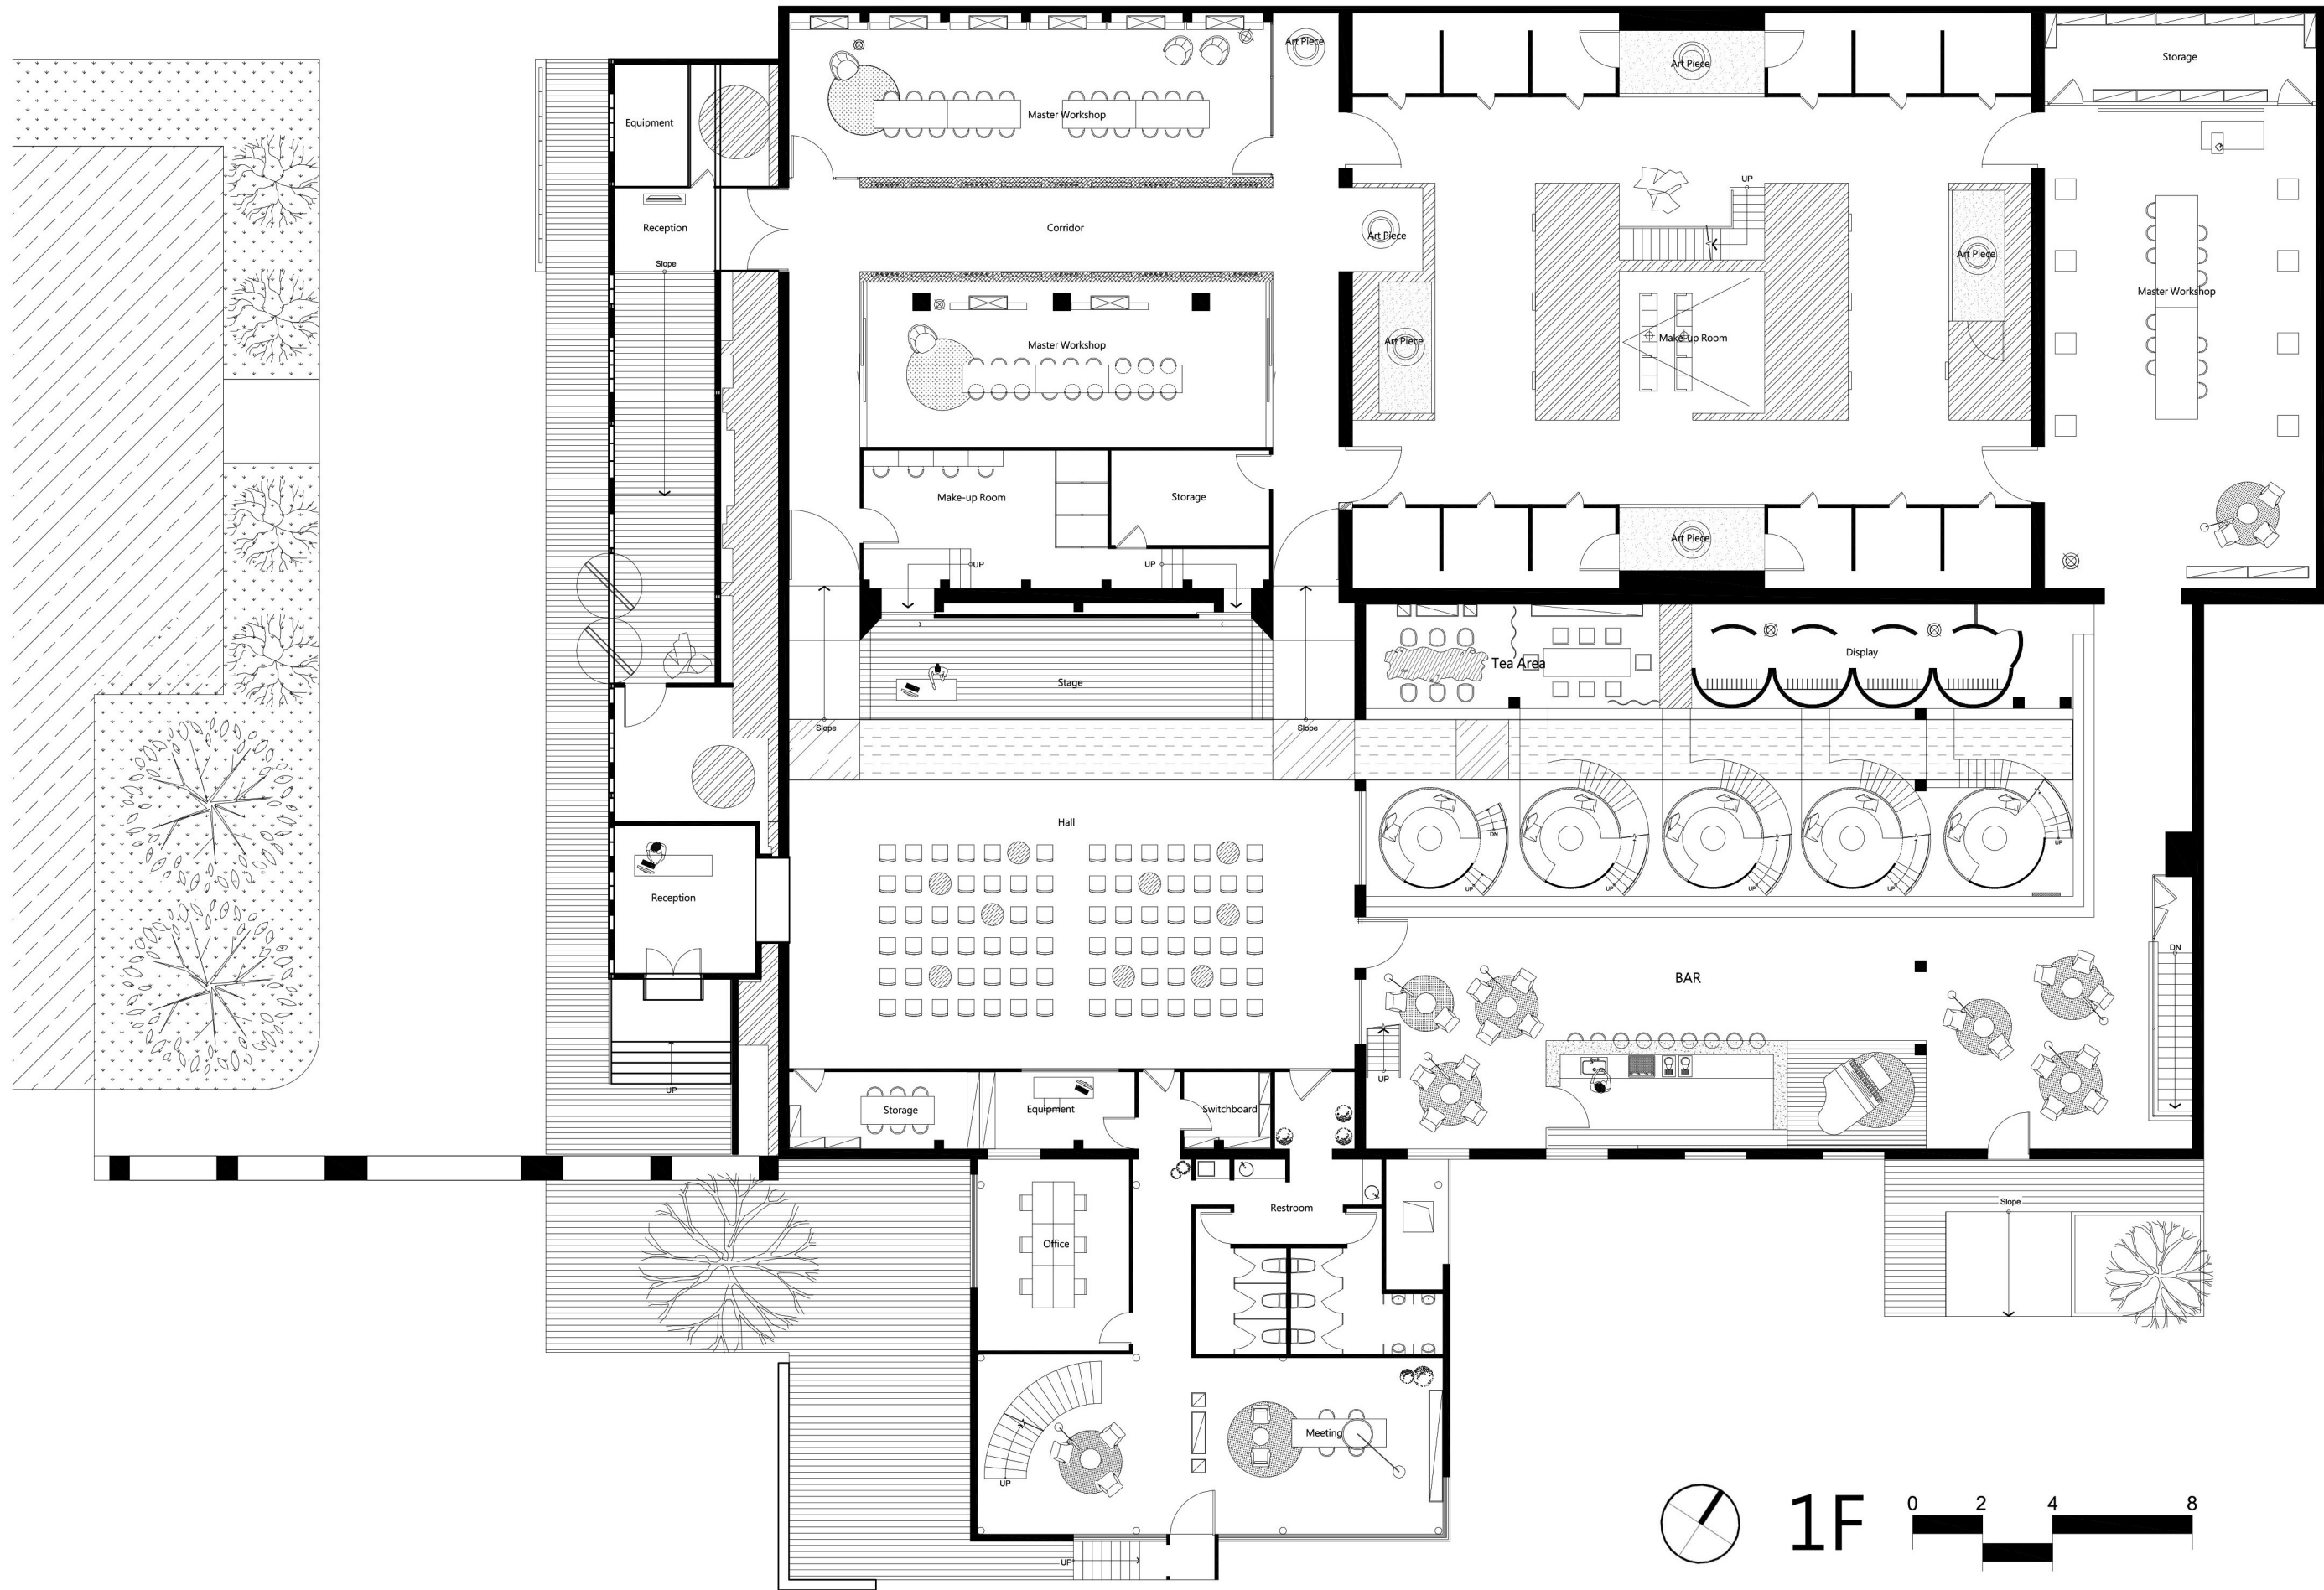 Art Piece
Art Piece
Storage
Master Workshop
Equipment
UP
Reception
Corridor
Art Piece
Art Piece
Slope
Master Workshop
Master Workshop
Art Piece
Make-up Room
Make-up Room
Storage
Art Piece
UP
UP
Tea Area
Display
Stage
Slope
Slope
Hall
DN
UP
UP
UP
UP
UP
Reception
BAR
DN
UP
UP
Storage
Equipment
Switchboard
Restroom
Slope
Office
Meeting
UP
UP
1F
0 2 4 8